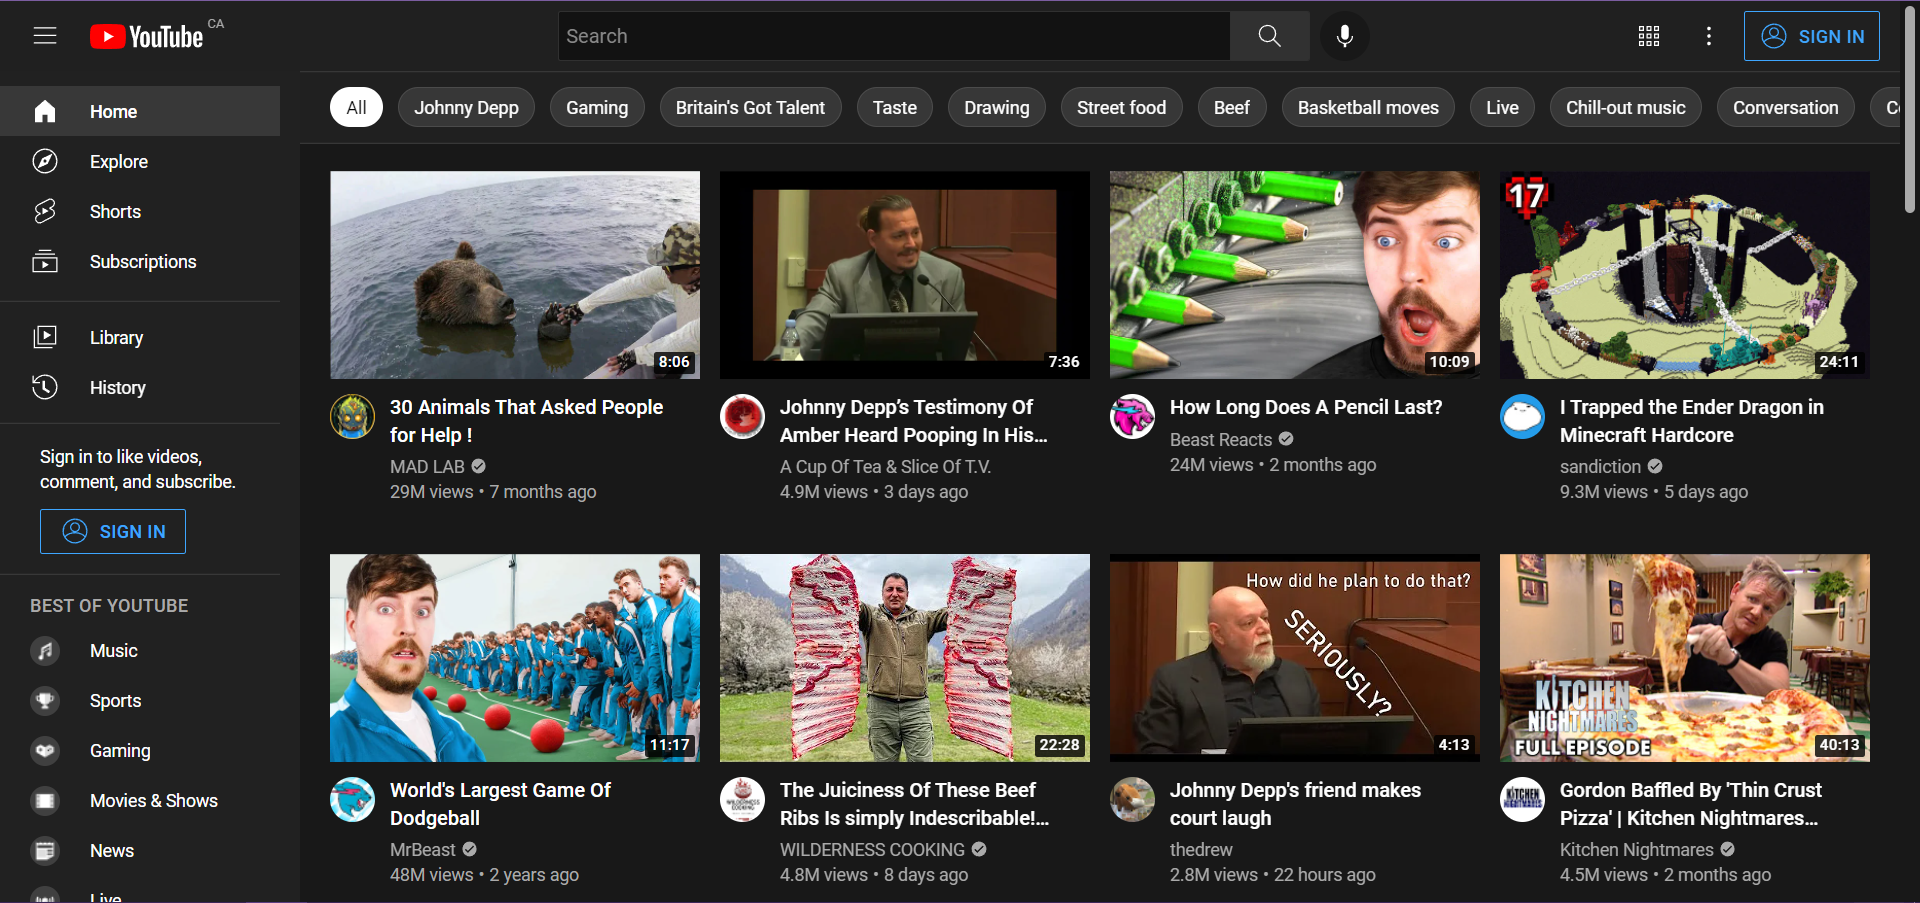 YouTube CA
Search
SIGN IN
Home
Explore
Shorts
Subscriptions
Library
History
Sign in to like videos,
comment, and subscribe.
SIGN IN
BEST OF YOUTUBE
Music
Sports
Gaming
Movies & Shows
News
Live
All
Johnny Depp
Gaming
Britain's Got Talent
Taste
Drawing
Street food
Beef
Basketball moves
Live
Chill-out music
Conversation
8:06
30 Animals That Asked People
for Help !
MAD LAB
29M views • 7 months ago
7:36
Johnny Depp’s Testimony Of
Amber Heard Pooping In His...
A Cup Of Tea & Slice Of T.V.
4.9M views • 3 days ago
10:09
How Long Does A Pencil Last?
Beast Reacts
24M views • 2 months ago
17
24:11
I Trapped the Ender Dragon in
Minecraft Hardcore
sandiction
9.3M views • 5 days ago
11:17
World's Largest Game Of
Dodgeball
MrBeast
48M views • 2 years ago
22:28
WILDERNESS
COOKING
The Juiciness Of These Beef
Ribs Is simply Indescribable!...
WILDERNESS COOKING
4.8M views • 8 days ago
How did he plan to do that?
SERIOUSLY?
4:13
Johnny Depp's friend makes
court laugh
thedrew
2.8M views • 22 hours ago
KITCHEN
NIGHTMARES
FULL EPISODE
40:13
KITCHEN
NIGHTMARES
Gordon Baffled By 'Thin Crust
Pizza' | Kitchen Nightmares...
Kitchen Nightmares
4.5M views • 2 months ago